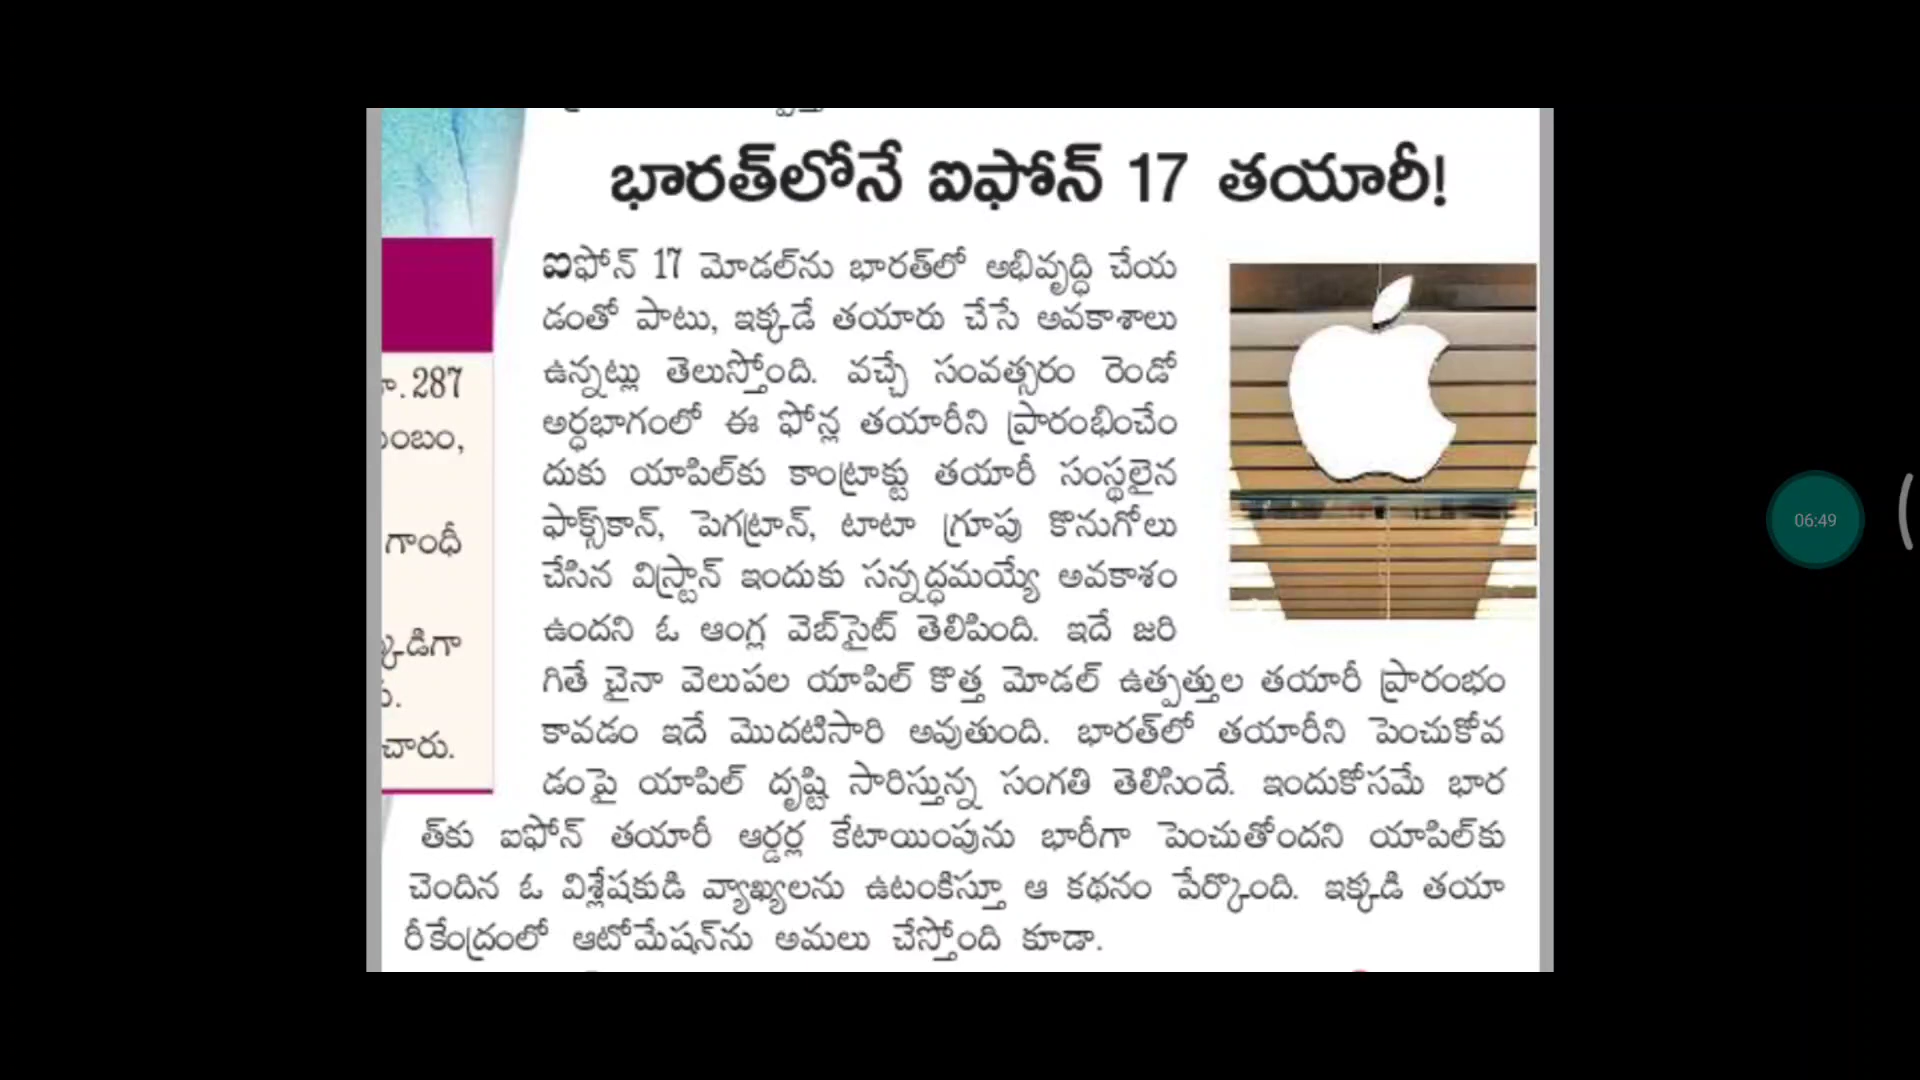 భారత్‌లోనే ఐఫోన్ 17 తయారీ!
ఐఫోన్ 17 మోడల్‌ను భారత్‌లో అభివృద్ధి చేయ
డంతో పాటు, ఇక్కడే తయారు చేసే అవకాశాలు
ఉన్నట్లు తెలుస్తోంది. వచ్చే సంవత్సరం రెండో
అర్ధభాగంలో ఈ ఫోన్ల తయారీని ప్రారంభించేం
దుకు యాపిల్‌కు కాంట్రాక్టు తయారీ సంస్థలైన
ఫాక్స్‌కాన్, పెగట్రాన్, టాటా గ్రూపు కొనుగోలు
చేసిన విస్ట్రాన్ ఇందుకు సన్నద్ధమయ్యే అవకాశం
ఉందని ఓ ఆంగ్ల వెబ్‌సైట్ తెలిపింది. ఇదే జరి
గితే చైనా వెలుపల యాపిల్ కొత్త మోడల్ ఉత్పత్తుల తయారీ ప్రారంభం
కావడం ఇదే మొదటిసారి అవుతుంది. భారత్‌లో తయారీని పెంచుకోవ
డంపై యాపిల్ దృష్టి సారిస్తున్న సంగతి తెలిసిందే. ఇందుకోసమే భార
త్‌కు ఐఫోన్ తయారీ ఆర్డర్ల కేటాయింపును భారీగా పెంచుతోందని యాపిల్‌కు
చెందిన ఓ విశ్లేషకుడి వ్యాఖ్యలను ఉటంకిస్తూ ఆ కథనం పేర్కొంది. ఇక్కడి తయా
రీకేంద్రంలో ఆటోమేషన్‌ను అమలు చేస్తోంది కూడా.
287
గాంధీ
06:49